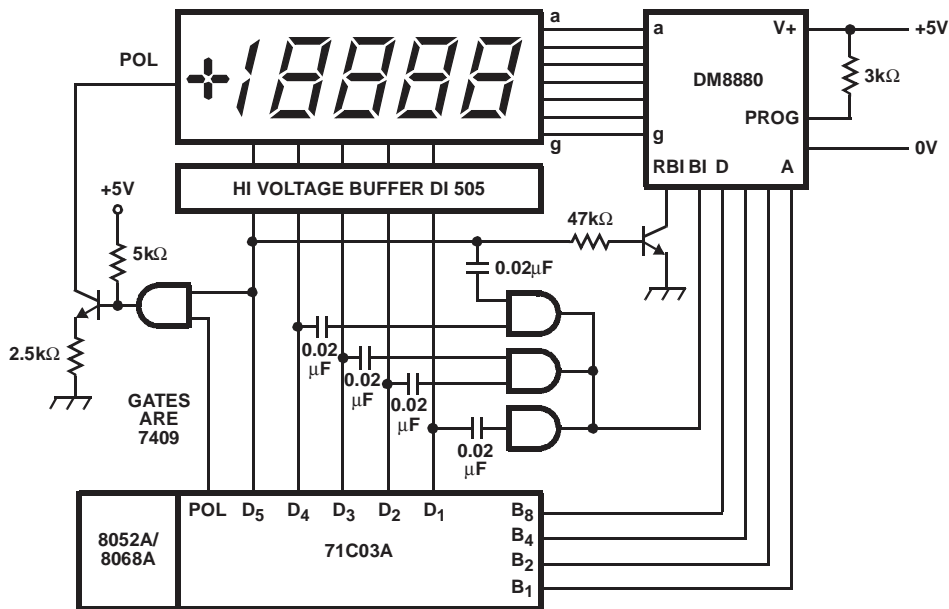 a
a
V+
+5V
POL
DM8880
3kΩ
PROG
g
g
0V
RBI BI D A
HI VOLTAGE BUFFER DI 505
+5V
47kΩ
5kΩ
0.02μF
2.5kΩ
0.02
μF
0.02
μF
0.02
μF
0.02
μF
GATES
ARE
7409
POL D5 D4 D3 D2 D1
B8
8052A/
8068A
71C03A
B4
B2
B1